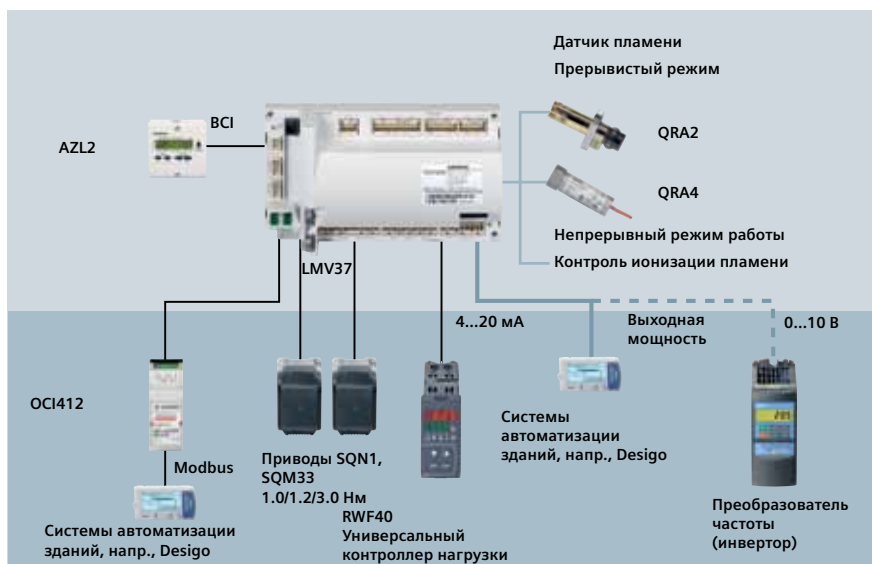 Датчик пламени
Прерывистый режим
BCI
AZL2
QRA2
QRA4
Непрерывный режим работы
Контроль ионизации пламени
LMV37
4...20 мА
Выходная
мощность
0...10 В
OCI412
Modbus
Системы автоматизации
зданий, напр., Desigo
Приводы SQN1,
SQM33
1.0/1.2/3.0 Нм
RWF40
Универсальный
контроллер нагрузки
Системы
автоматизации
зданий, напр., Desigo
Преобразователь
частоты
(инвертор)